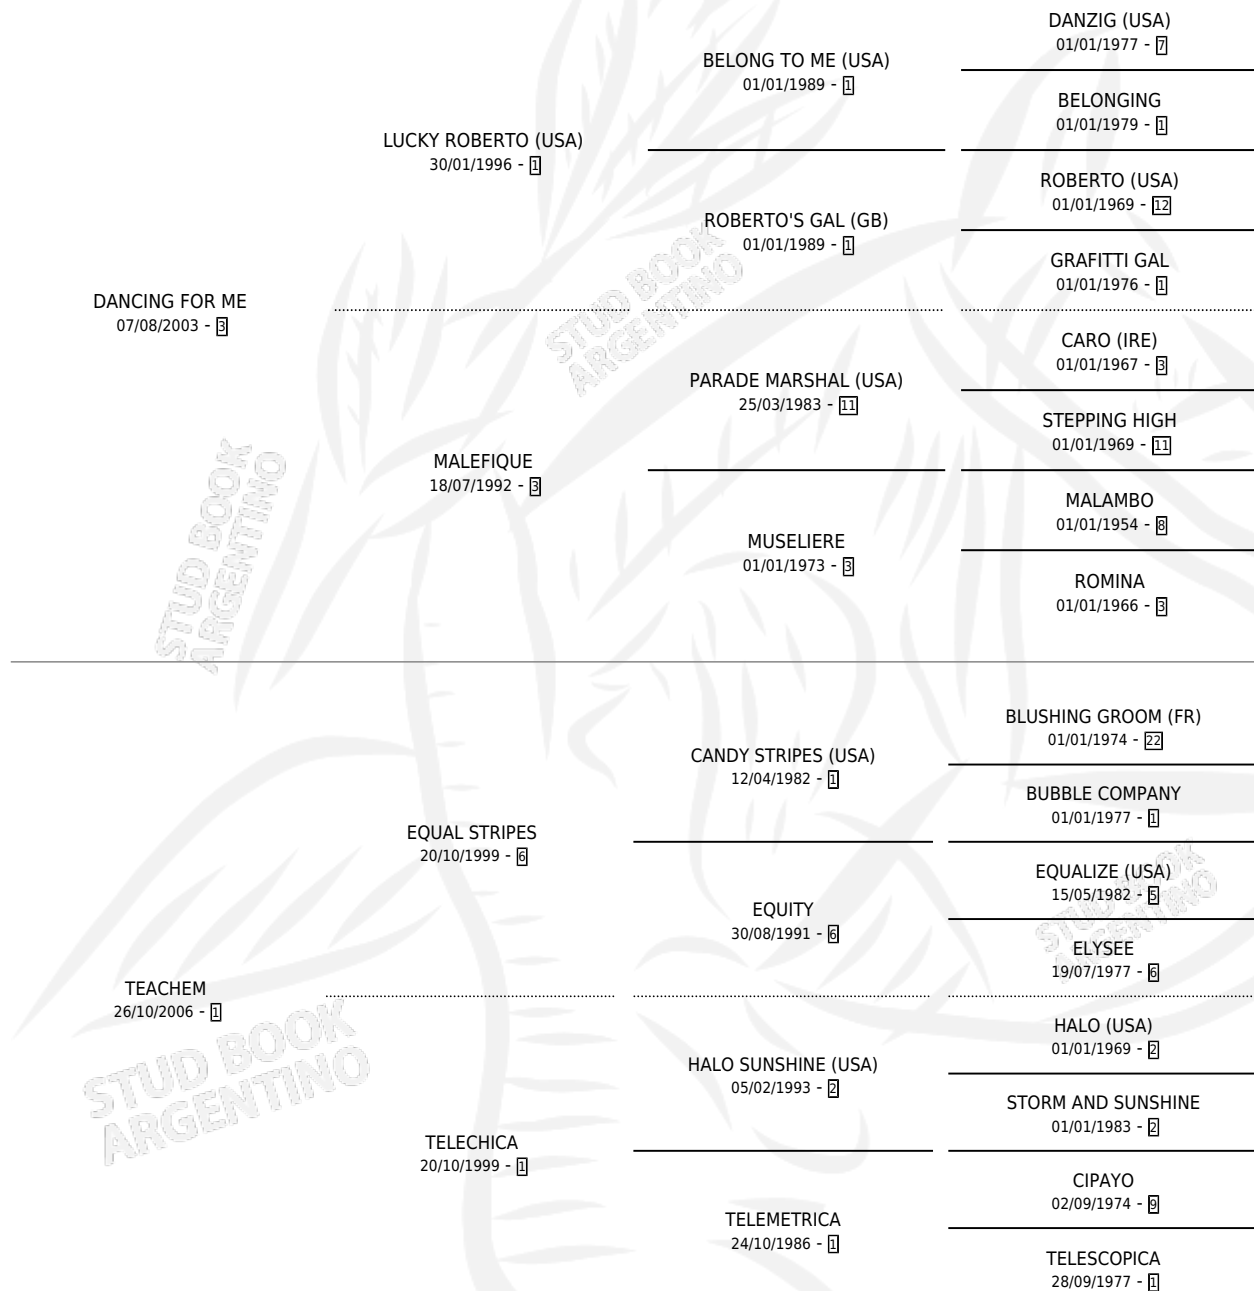 DANZIG (USA)
01/01/1977 - 7
BELONG TO ME (USA)
01/01/1989 - 1
BELONGING
01/01/1979 - 1
LUCKY ROBERTO (USA)
30/01/1996 - 1
ROBERTO (USA)
01/01/1969 - 12
ROBERTO'S GAL (GB)
01/01/1989 - 1
GRAFITTI GAL
01/01/1976 - 1
DANCING FOR ME
07/08/2003 - 3
CARO (IRE)
01/01/1967 - 3
PARADE MARSHAL (USA)
25/03/1983 - 11
STEPPING HIGH
01/01/1969 - 11
MALEFIQUE
18/07/1992 - 3
MALAMBO
01/01/1954 - 8
MUSELIERE
01/01/1973 - 3
ROMINA
01/01/1966 - 3
BLUSHING GROOM (FR)
01/01/1974 - 22
CANDY STRIPES (USA)
12/04/1982 - 1
BUBBLE COMPANY
01/01/1977 - 1
EQUAL STRIPES
20/10/1999 - 6
EQUALIZE (USA)
15/05/1982 - 5
EQUITY
30/08/1991 - 6
ELYSEE
19/07/1977 - 6
TEACHEM
26/10/2006 - 1
HALO (USA)
01/01/1969 - 2
HALO SUNSHINE (USA)
05/02/1993 - 2
STORM AND SUNSHINE
01/01/1983 - 2
TELECHICA
20/10/1999 - 1
CIPAYO
02/09/1974 - 9
TELEMETRICA
24/10/1986 - 1
TELESCOPICA
28/09/1977 - 1
STUD BOOK
ARGENTINO
STUD BOOK
ARGENTINO
STUD BOOK
ARGENTINO
STUD BOOK
ARGENTINO